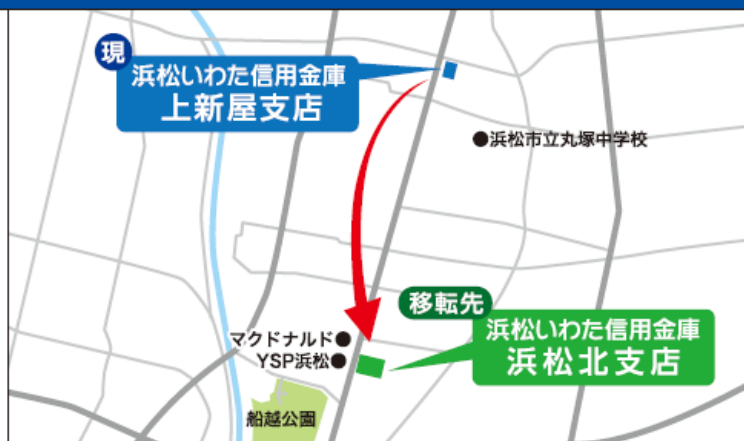 現
浜松いわた信用金庫
上新屋支店
●浜松市立丸塚中学校
移転先
浜松いわた信用金庫
浜松北支店
マクドナルド●
YSP浜松●
船越公園